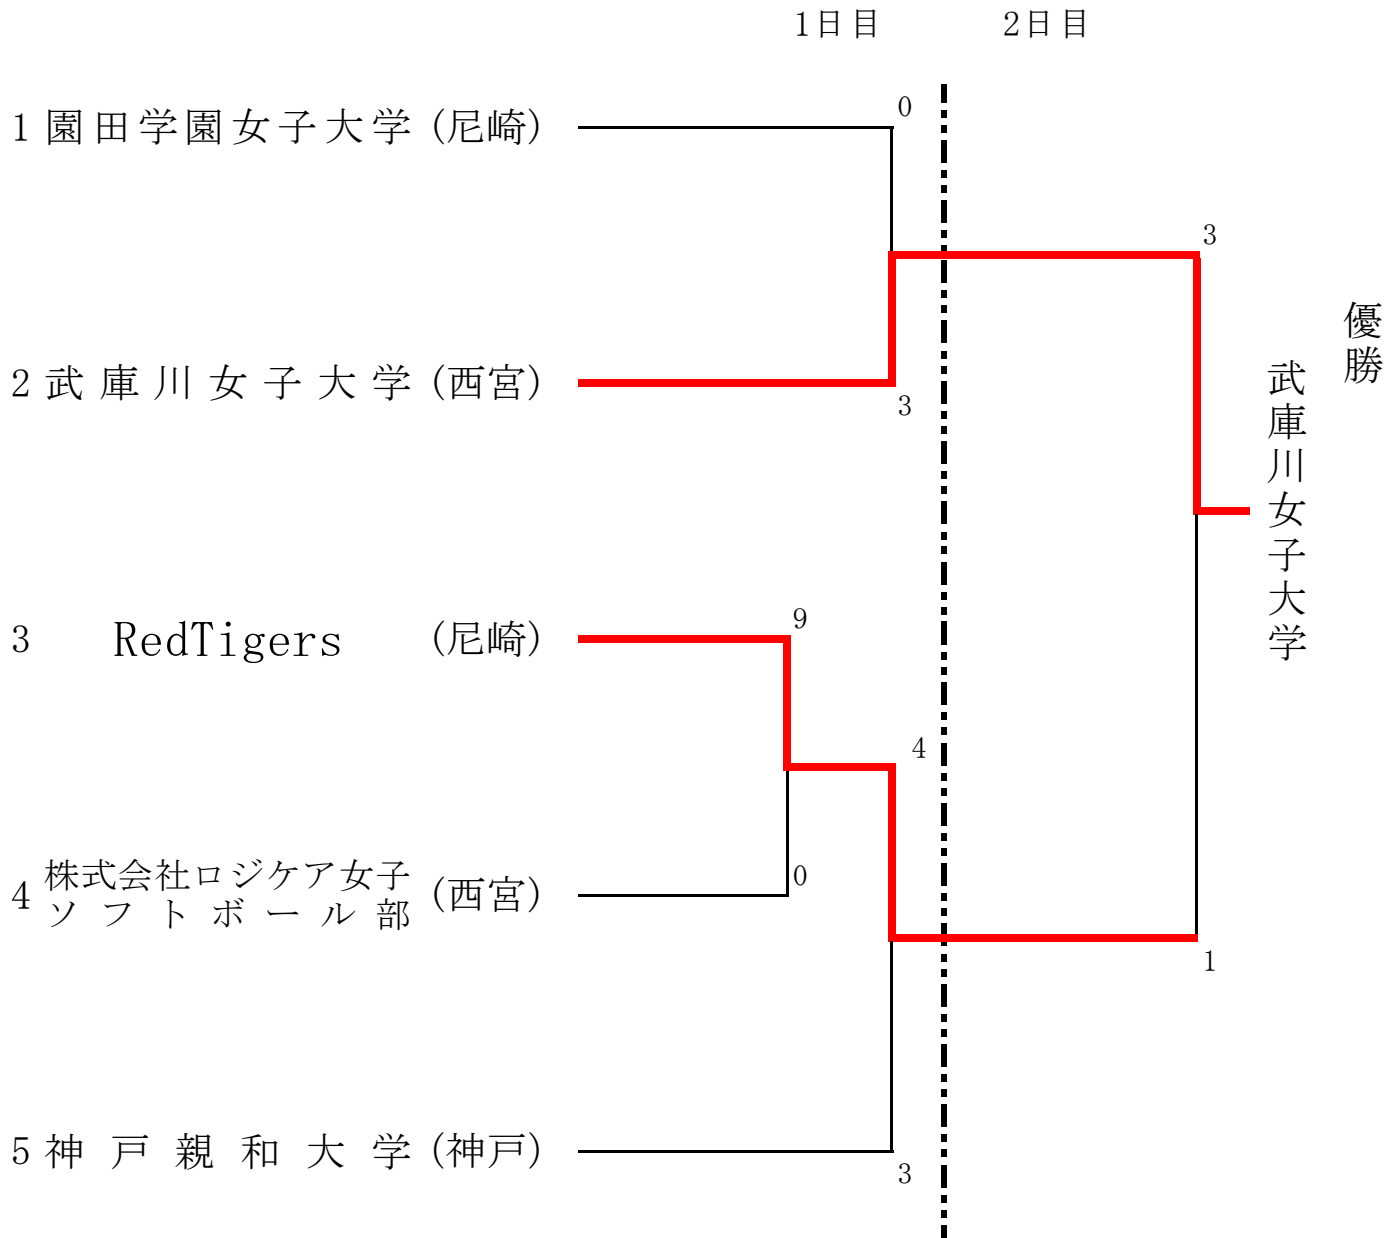 1日目 2日目
0
1 園田学園女子大学 (尼崎)
3
優勝
2 武庫川女子大学 (西宮)
3
武庫川女子大学
9
3 RedTigers (尼崎)
4
株式会社ロジケア女子
0
4 (西宮)
ソフトボール部
1
5 神戸親和大学 (神戸)
3